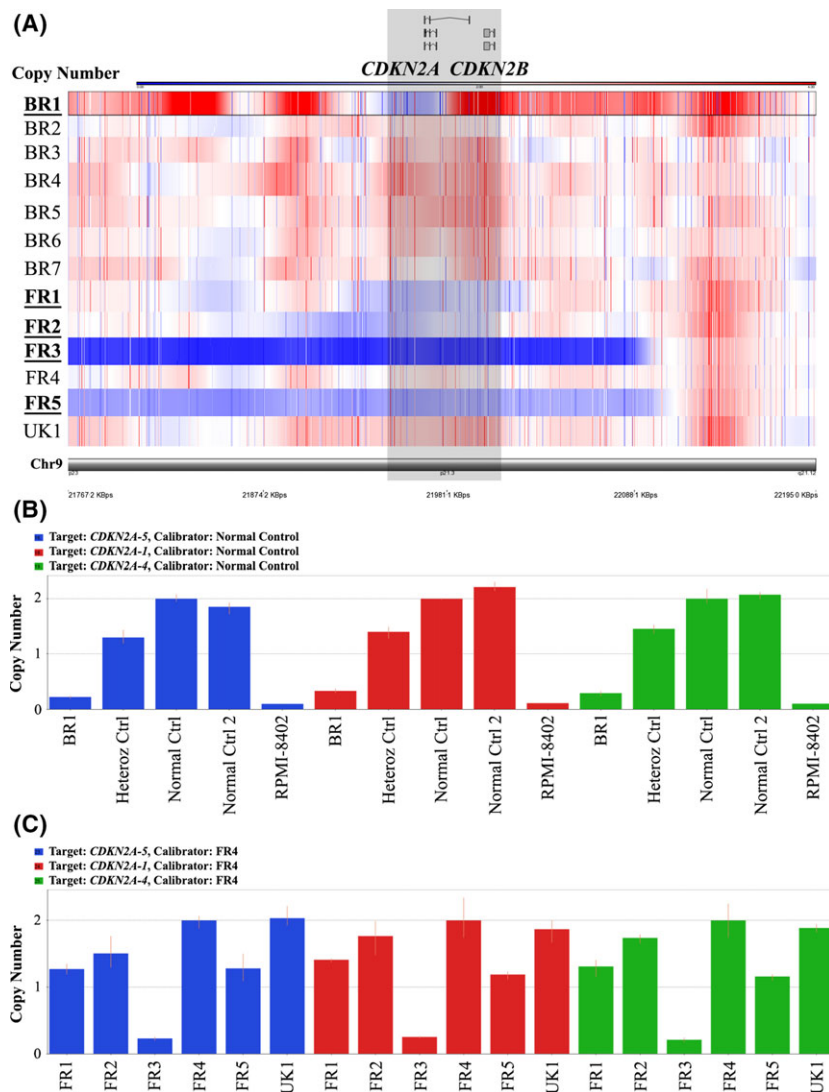 (A)
CDKN2A CDKN2B
Copy Number
BR1
BR2
BR3
BR4
BR5
BR6
BR7
FR1
FR2
FR3
FR4
FR5
UK1
Chr9
p21.3
q21.12
21767 2 KBps
21874 2 KBps
21981 1 KBps
22088 1 KBps
22195 0 KBps
(B)
Target: CDKN2A-5, Calibrator: Normal Control
Target: CDKN2A-1, Calibrator: Normal Control
Target: CDKN2A-4, Calibrator: Normal Control
Copy Number
2
1
0
BR1
Heteroz Ctrl
Normal Ctrl
Normal Ctrl 2
RPMI-8402
BR1
Heteroz Ctrl
Normal Ctrl
Normal Ctrl 2
RPMI-8402
BR1
Heteroz Ctrl
Normal Ctrl
Normal Ctrl 2
RPMI-8402
(C)
Target: CDKN2A-5, Calibrator: FR4
Target: CDKN2A-1, Calibrator: FR4
Target: CDKN2A-4, Calibrator: FR4
Copy Number
2
1
0
FR1
FR2
FR3
FR4
FR5
UK1
FR1
FR2
FR3
FR4
FR5
UK1
FR1
FR2
FR3
FR4
FR5
UK1